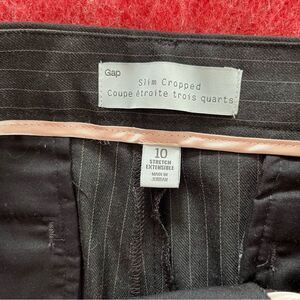 Gap
Slim Cropped
Coupe étroite trois quarts
10
STRETCH
EXTENSIBLE
MADE IN
JORDAN